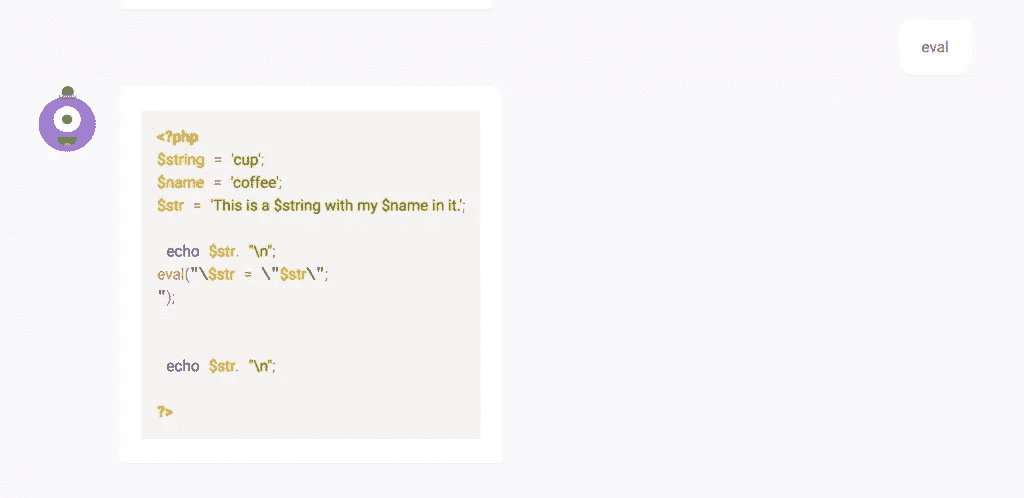 eval
<?php
$string = 'cup';
$name = 'coffee';
$str = 'This is a $string with my $name in it.';
echo $str. "\n";
eval("\$str = \"$str\";
");
echo $str. "\n";
?>